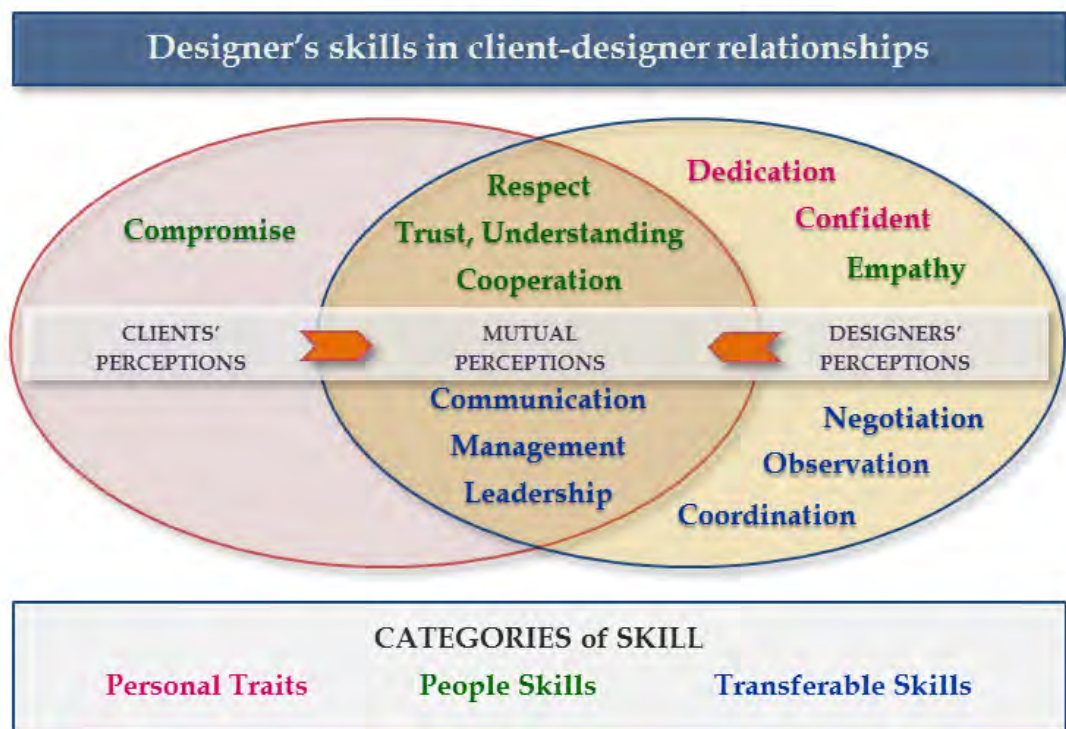 Designer’s skills in client-designer relationships
Compromise
Respect
Trust, Understanding
Cooperation
Dedication
Confident
Empathy
CLIENTS’
PERCEPTIONS
MUTUAL
PERCEPTIONS
DESIGNERS’
PERCEPTIONS
Communication
Management
Leadership
Negotiation
Observation
Coordination
CATEGORIES of SKILL
Personal Traits
People Skills
Transferable Skills